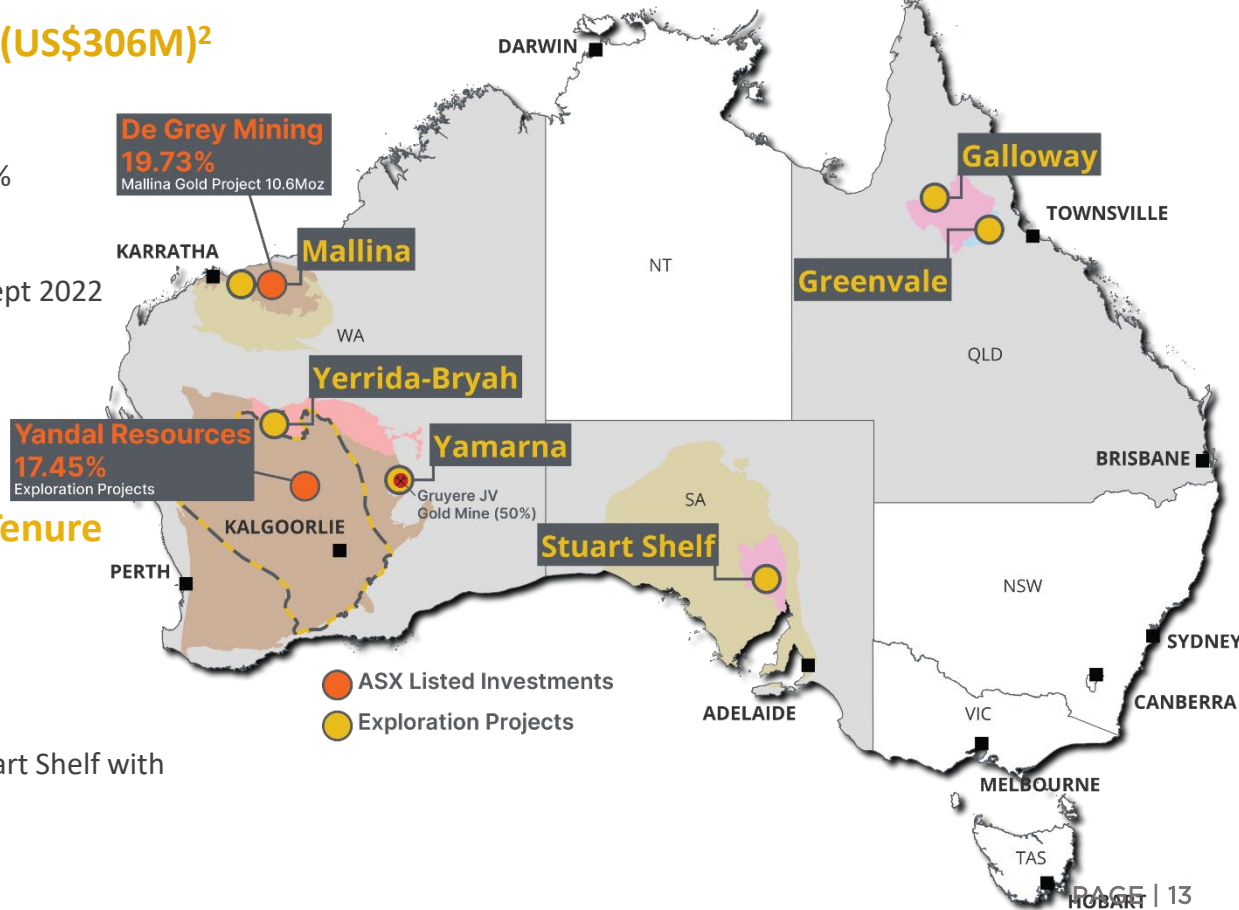 (US$306M)²
%
ept 2022
Tenure
art Shelf with
DARWIN
De Grey Mining
19.73%
Mallina Gold Project 10.6Moz
Galloway
TOWNSVILLE
KARRATHA
Mallina
NT
Greenvale
WA
QLD
Yerrida-Bryah
Yandal Resources
17.45%
Exploration Projects
Yamarna
Gruyere JV
Gold Mine (50%)
BRISBANE
SA
KALGOORLIE
Stuart Shelf
PERTH
NSW
SYDNEY
ASX Listed Investments
Exploration Projects
ADELAIDE
VIC
CANBERRA
MELBOURNE
TAS
HOBART
PAGE | 13